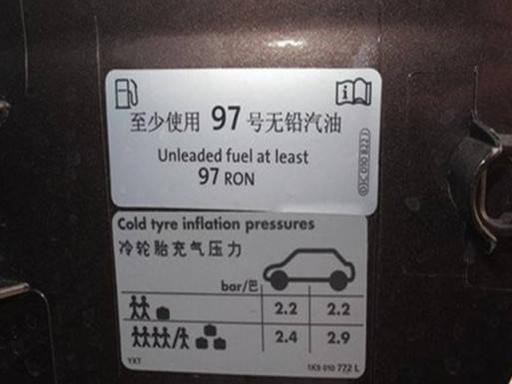 至少使用 97 号无铅汽油
Unleaded fuel at least
97 RON
Cold tyre inflation pressures
冷轮胎充气压力
bar/巴
2.2 2.2
2.4 2.9
YXT 1K9 010 772 L